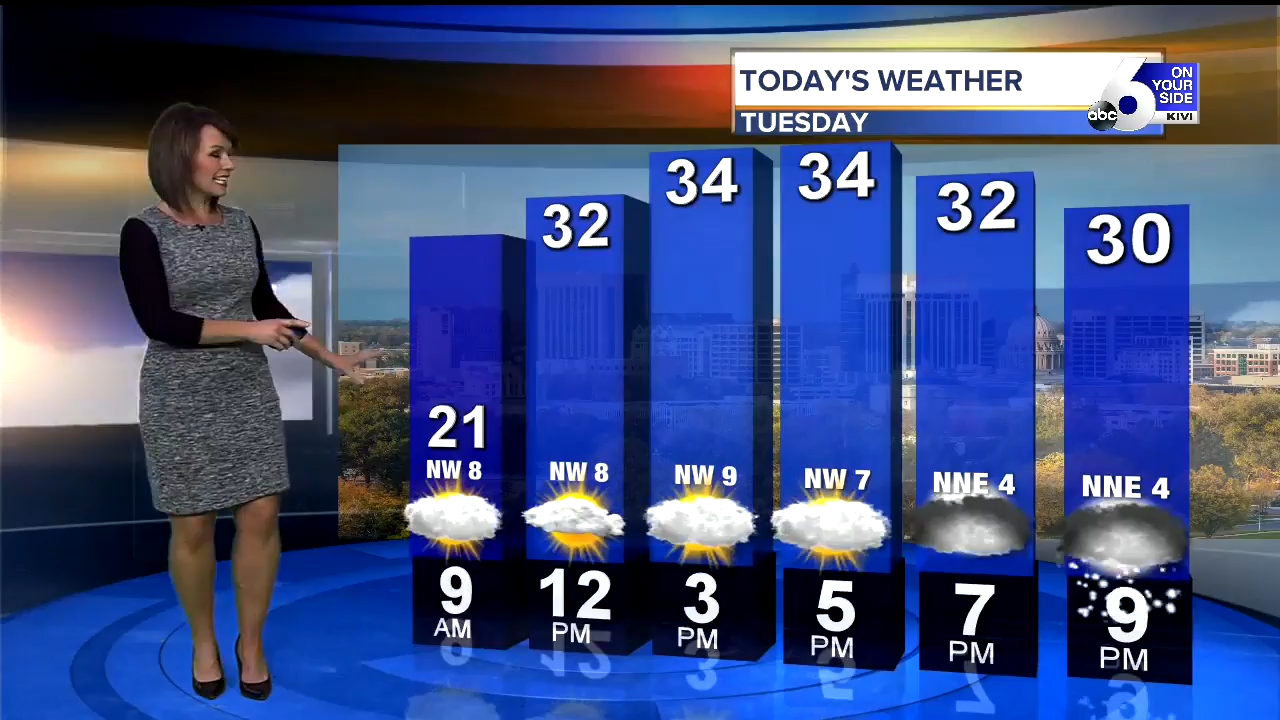 TODAY'S WEATHER
TUESDAY
abc 6 ON YOUR SIDE
KIVI
21 32 34 34 32 30
NW 8 NW 8 NW 9 NW 7 NNE 4 NNE 4
9 12 3 5 7 9
AM PM PM PM PM PM